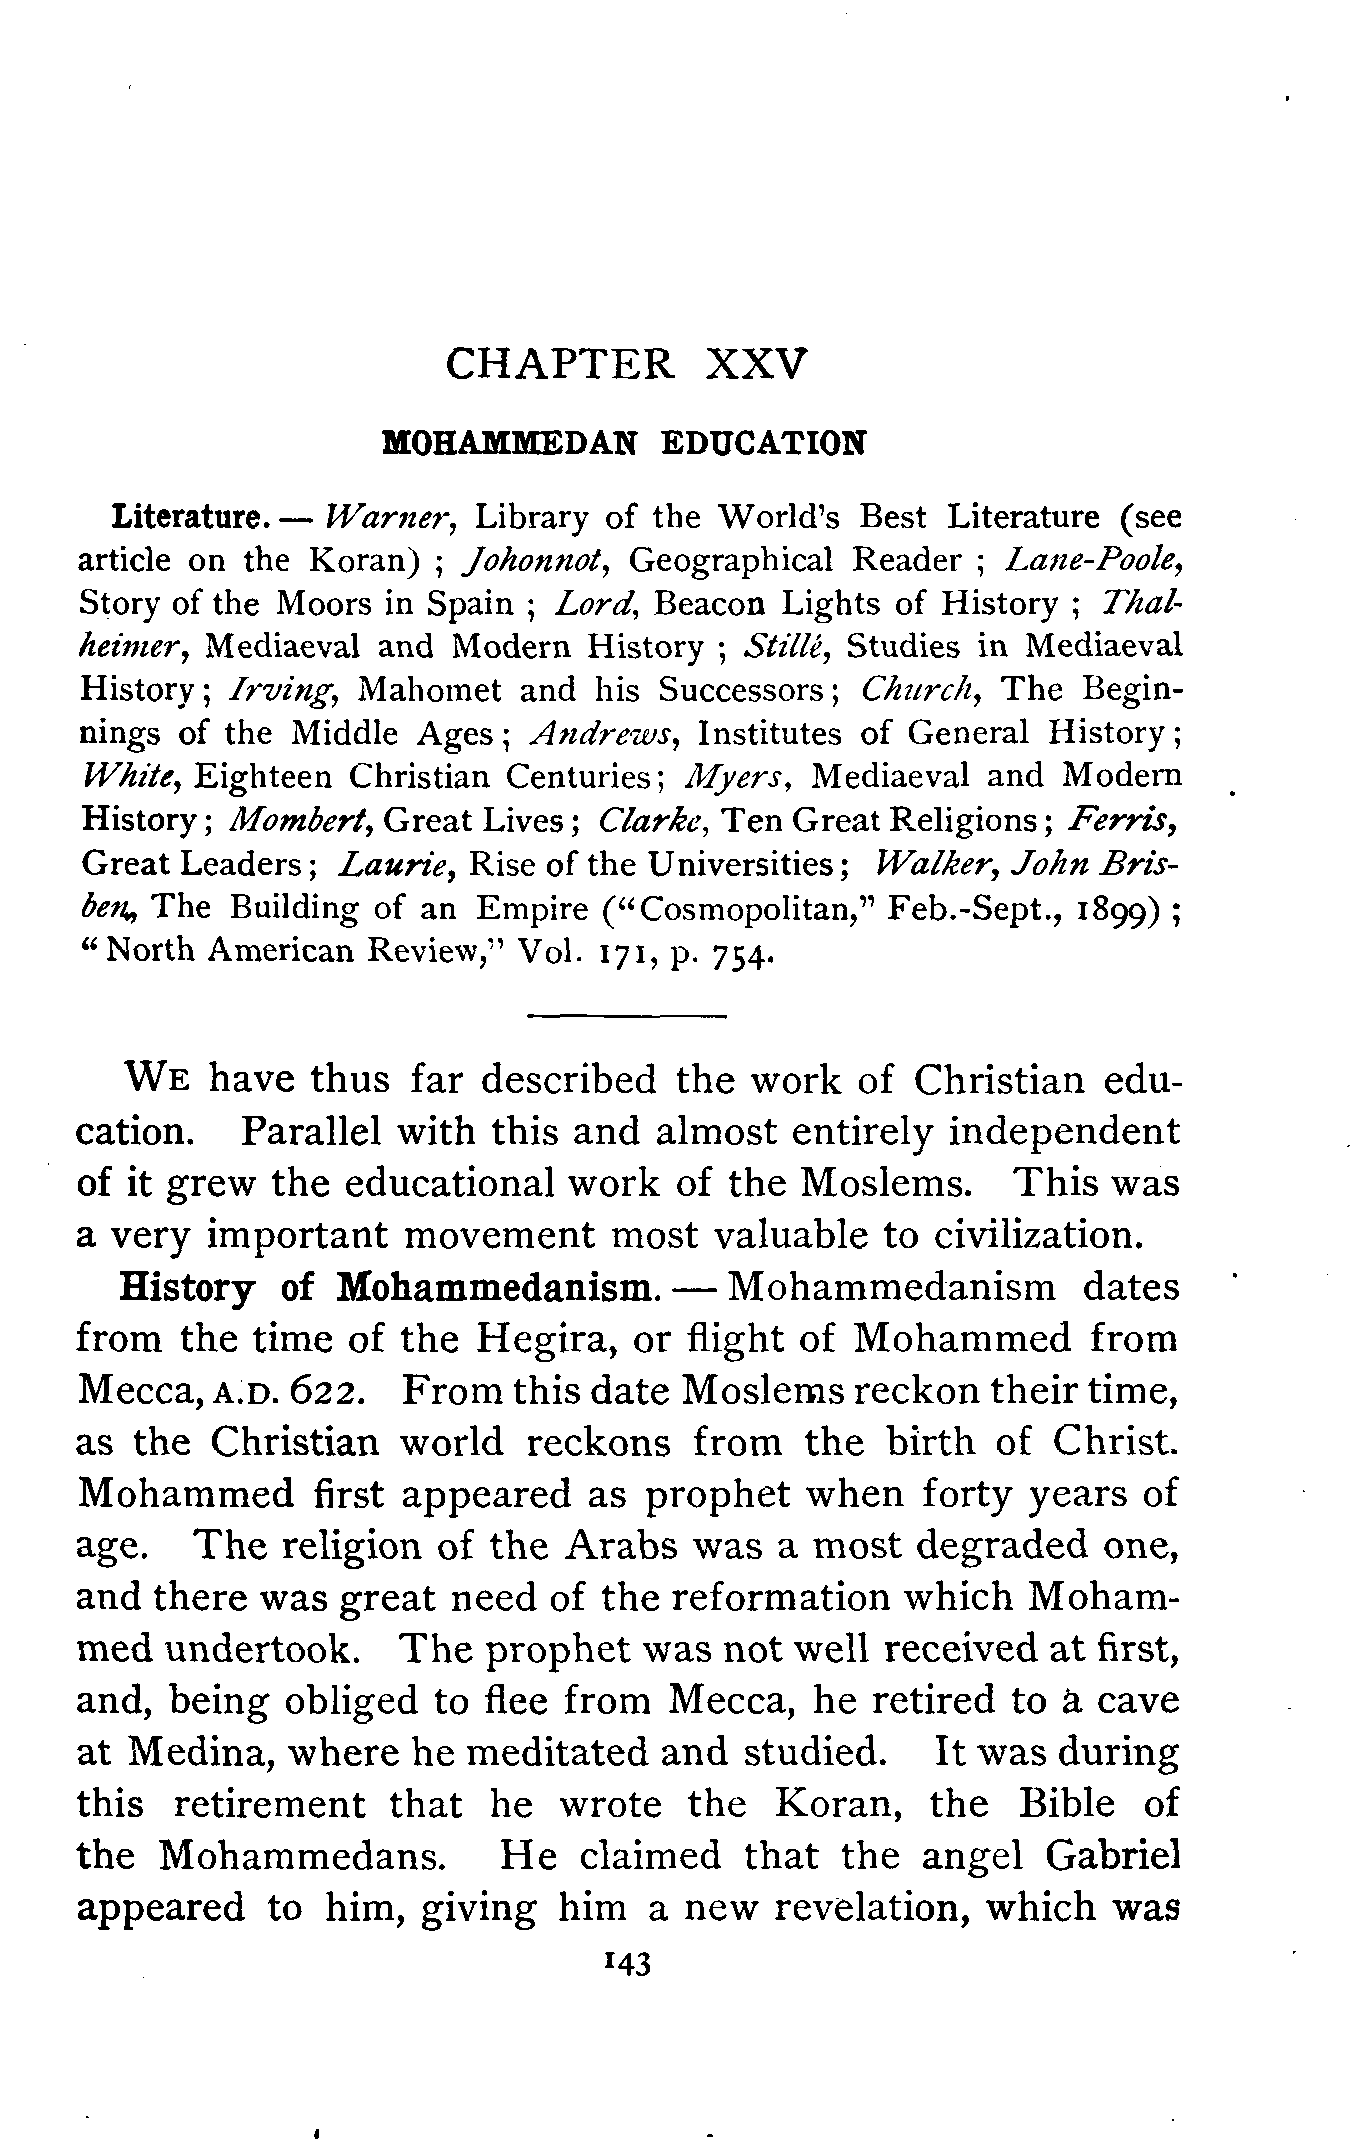 CHAPTER XXV
MOHAMMEDAN EDUCATION
Literature. — Warner, Library of the World's Best Literature (see
article on the Koran) ; Johonnot, Geographical Reader ; Lane-Poole,
Story of the Moors in Spain ; Lord, Beacon Lights of History ; Thal-
heimer, Mediaeval and Modern History ; Stillé, Studies in Mediaeval
History ; Irving, Mahomet and his Successors ; Church, The Begin-
nings of the Middle Ages ; Andrews, Institutes of General History ;
White, Eighteen Christian Centuries ; Myers, Mediaeval and Modern
History ; Mombert, Great Lives ; Clarke, Ten Great Religions ; Ferris,
Great Leaders ; Laurie, Rise of the Universities ; Walker, John Bris-
ben, The Building of an Empire ("Cosmopolitan," Feb.-Sept., 1899) ;
"North American Review," Vol. 171, p. 754.
WE have thus far described the work of Christian edu-
cation. Parallel with this and almost entirely independent
of it grew the educational work of the Moslems. This was
a very important movement most valuable to civilization.
History of Mohammedanism. — Mohammedanism dates
from the time of the Hegira, or flight of Mohammed from
Mecca, A.D. 622. From this date Moslems reckon their time,
as the Christian world reckons from the birth of Christ.
Mohammed first appeared as prophet when forty years of
age. The religion of the Arabs was a most degraded one,
and there was great need of the reformation which Moham-
med undertook. The prophet was not well received at first,
and, being obliged to flee from Mecca, he retired to a cave
at Medina, where he meditated and studied. It was during
this retirement that he wrote the Koran, the Bible of
the Mohammedans. He claimed that the angel Gabriel
appeared to him, giving him a new revelation, which was
143